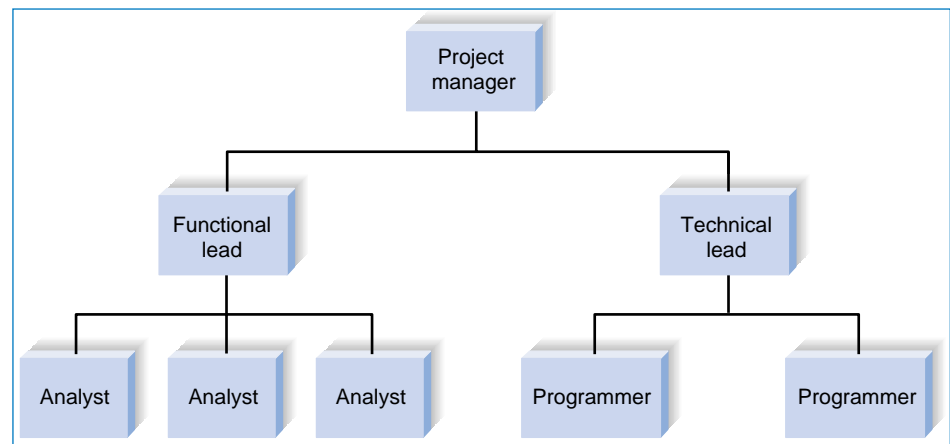 Project
manager
Functional
lead
Technical
lead
Analyst
Analyst
Analyst
Programmer
Programmer